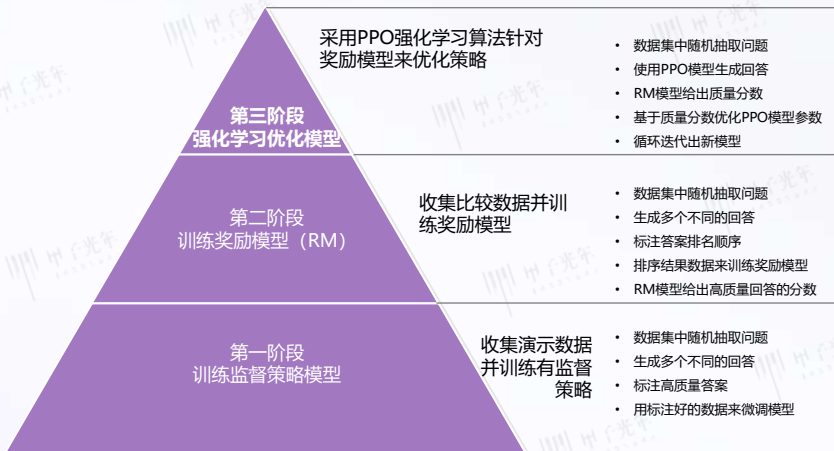 采用PPO强化学习算法针对
奖励模型来优化策略
• 数据集中随机抽取问题
• 使用PPO模型生成回答
• RM模型给出质量分数
• 基于质量分数优化PPO模型参数
• 循环迭代出新模型
第三阶段
强化学习优化模型
收集比较数据并训
练奖励模型
• 数据集中随机抽取问题
• 生成多个不同的回答
• 标注答案排名顺序
• 排序结果数据来训练奖励模型
• RM模型给出高质量回答的分数
第二阶段
训练奖励模型（RM）
收集演示数据
并训练有监督
策略
• 数据集中随机抽取问题
• 生成多个不同的回答
• 标注高质量答案
• 用标注好的数据来微调模型
第一阶段
训练监督策略模型